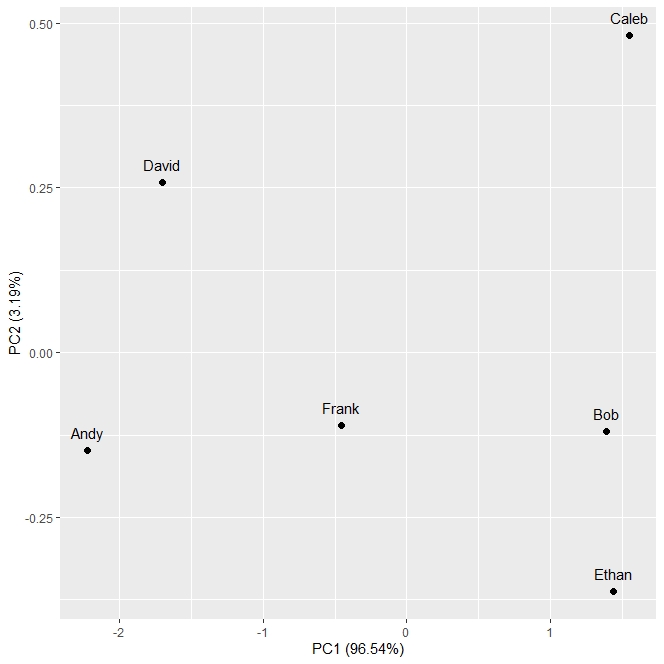 Caleb
0.50
David
0.25
PC2 (3.19%)
0.00
Frank
Bob
Andy
-0.25
Ethan
-2
-1
0
1
PC1 (96.54%)